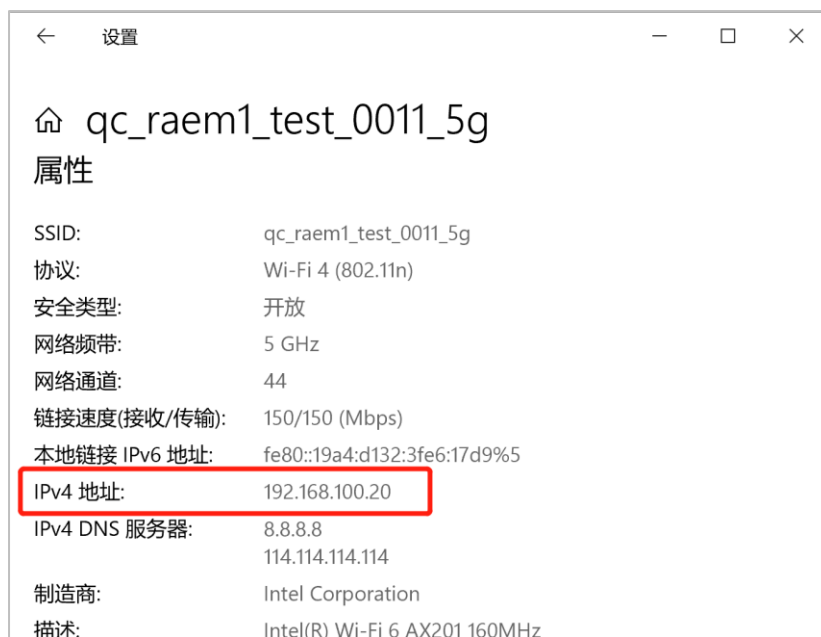 设置
qc_raem1_test_0011_5g
属性
SSID: qc_raem1_test_0011_5g
协议: Wi-Fi 4 (802.11n)
安全类型: 开放
网络频带: 5 GHz
网络通道: 44
链接速度(接收/传输): 150/150 (Mbps)
本地链接 IPv6 地址: fe80::19a4:d132:3fe6:17d9%5
IPv4 地址: 192.168.100.20
IPv4 DNS 服务器: 8.8.8.8
114.114.114.114
制造商: Intel Corporation
描述: Intel(R) Wi-Fi 6 AX201 160MHz